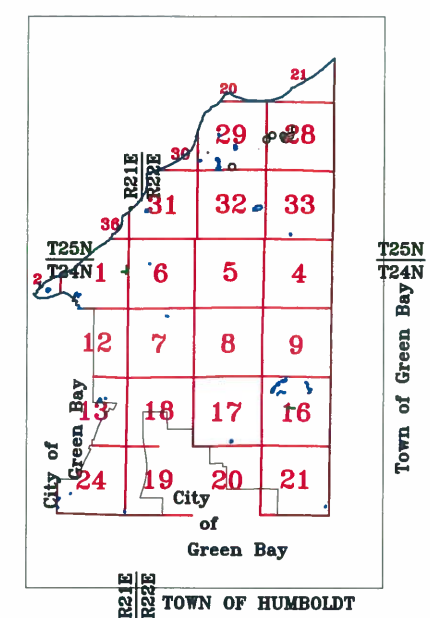 21
20
29
28
30
R21E
R22E
31
32
33
36
T25N
T24N
T25N
T24N
2
1
6
5
4
12
7
8
9
Town of Green Bay
13
18
17
16
City of
Green Bay
24
19
20
21
City
of
Green Bay
R21E
R22E
TOWN OF HUMBOLDT